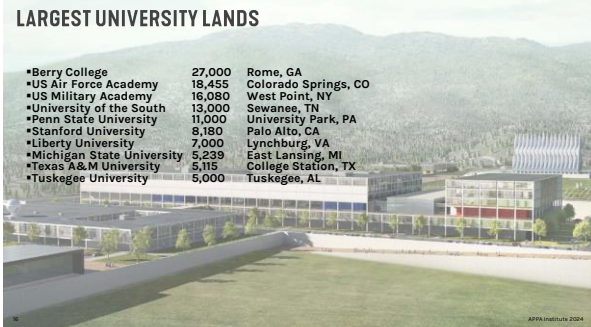 LARGEST UNIVERSITY LANDS
▪Berry College 27,000 Rome, GA
▪US Air Force Academy 18,455 Colorado Springs, CO
▪US Military Academy 16,080 West Point, NY
▪University of the South 13,000 Sewanee, TN
▪Penn State University 11,000 University Park, PA
▪Stanford University 8,180 Palo Alto, CA
▪Liberty University 7,000 Lynchburg, VA
▪Michigan State University 5,239 East Lansing, MI
▪Texas A&M University 5,115 College Station, TX
▪Tuskegee University 5,000 Tuskegee, AL
16 APPA Institute 2024